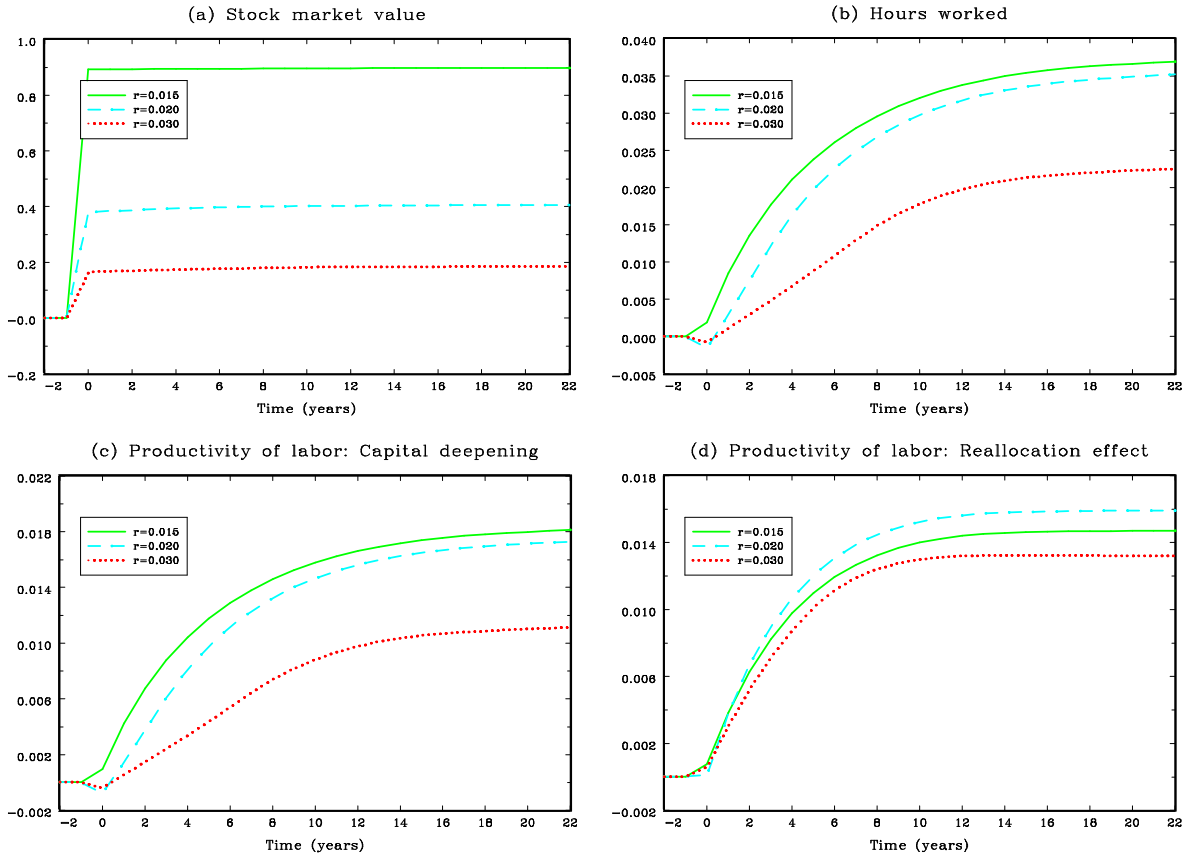 (a) Stock market value
1.0
0.8
0.6
0.4
0.2
-0.0
-0.2
r=0.015
r=0.020
r=0.030
-2 0 2 4 6 8 10 12 14 16 18 20 22
Time (years)
(b) Hours worked
0.040
0.035
0.030
0.025
0.020
0.015
0.010
0.005
0.000
-0.005
r=0.015
r=0.020
r=0.030
-2 0 2 4 6 8 10 12 14 16 18 20 22
Time (years)
(c) Productivity of labor: Capital deepening
0.022
0.018
0.014
0.010
0.006
0.002
-0.002
r=0.015
r=0.020
r=0.030
-2 0 2 4 6 8 10 12 14 16 18 20 22
Time (years)
(d) Productivity of labor: Reallocation effect
0.018
0.014
0.010
0.006
0.002
-0.002
r=0.015
r=0.020
r=0.030
-2 0 2 4 6 8 10 12 14 16 18 20 22
Time (years)